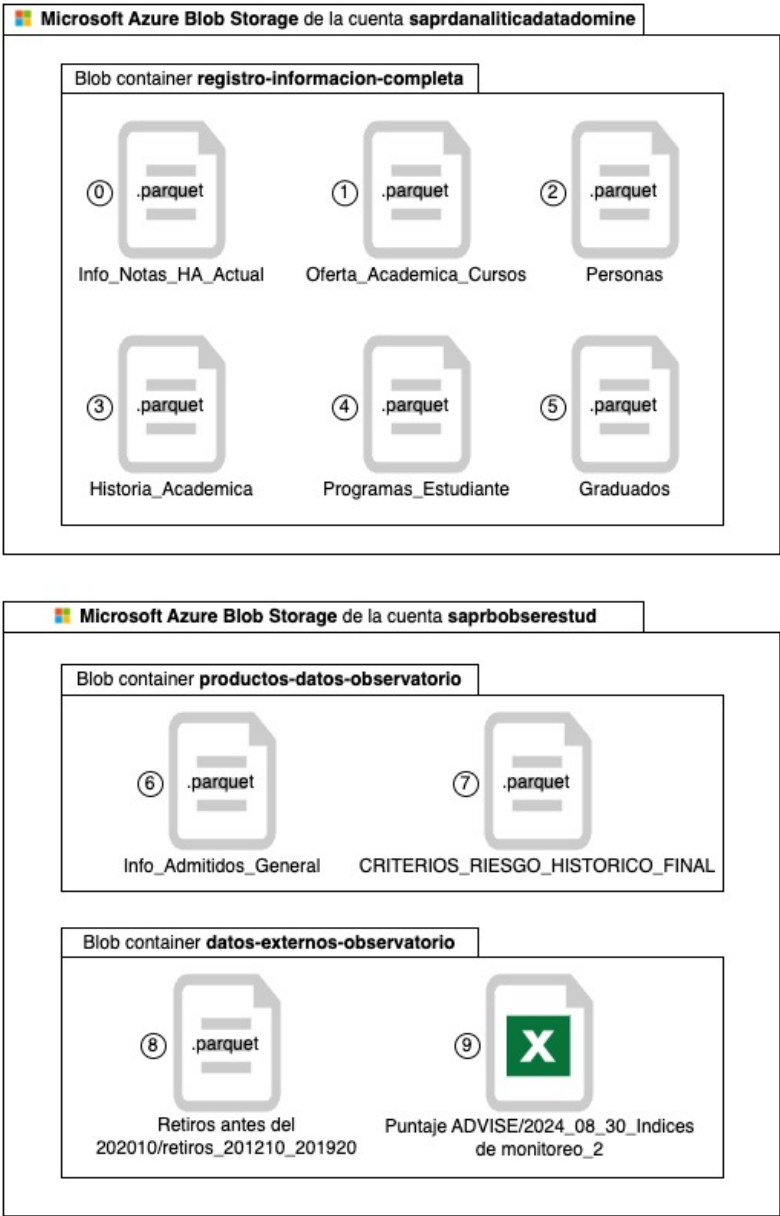 Microsoft Azure Blob Storage de la cuenta saprdanaliticadatadomine
Blob container registro-informacion-completa
0 .parquet
Info_Notas_HA_Actual
1 .parquet
Oferta_Academica_Cursos
2 .parquet
Personas
3 .parquet
Historia_Academica
4 .parquet
Programas_Estudiante
5 .parquet
Graduados
Microsoft Azure Blob Storage de la cuenta saprbobserestud
Blob container productos-datos-observatorio
6 .parquet
Info_Admitidos_General
7 .parquet
CRITERIOS_RIESGO_HISTORICO_FINAL
Blob container datos-externos-observatorio
8 .parquet
Retiros antes del
202010/retiros_201210_201920
9 X
Puntaje ADVISE/2024_08_30_Indices
de monitoreo_2